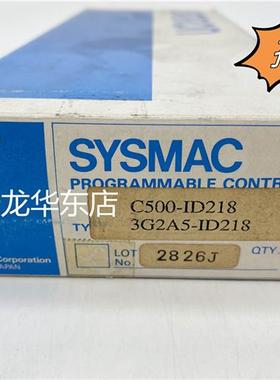 SYSMAC
PROGRAMMABLE CONTR
C500-ID218
TY
3G2A5-ID218
龙华东店
LOT No. 2826J QTY.
Corporation
JAPAN